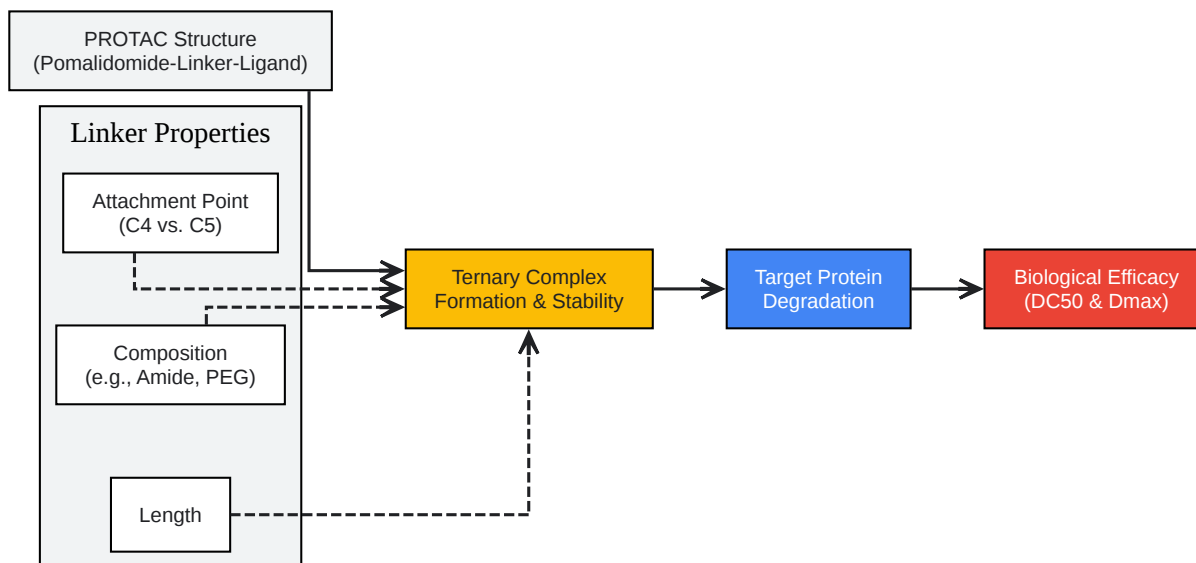 PROTAC Structure
(Pomalidomide-Linker-Ligand)
Linker Properties
Attachment Point
(C4 vs. C5)
Composition
(e.g., Amide, PEG)
Length
Ternary Complex
Formation & Stability
Target Protein
Degradation
Biological Efficacy
(DC50 & Dmax)